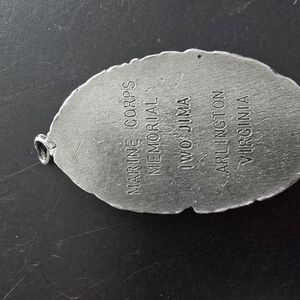 MARINE CORPS
MEMORIAL
IWO JIMA
ARLINGTON
VIRGINIA